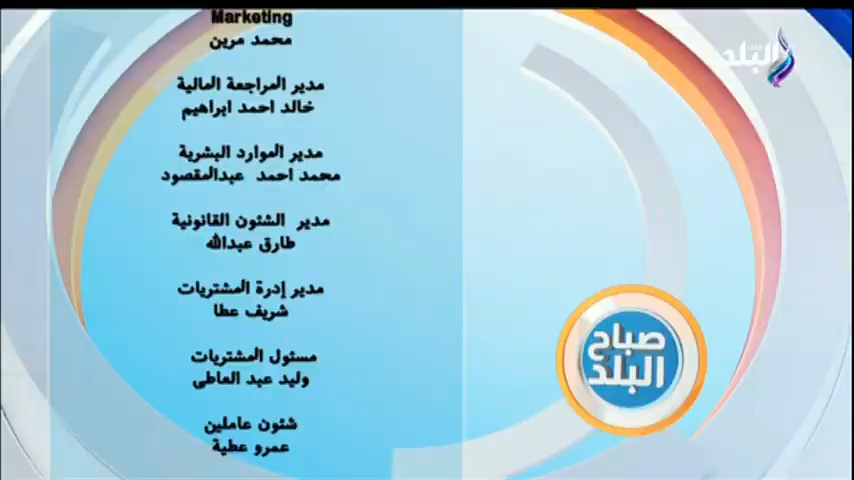 Marketing
محمد مرين
مدير المراجعة المالية
خالد احمد ابراهيم
مدير الموارد البشرية
محمد احمد عبدالمقصود
مدير الشئون القانونية
طارق عبدالله
مدير إدرة المشتريات
شريف عطا
مسئول المشتريات
وليد عبد العاطى
شئون عاملين
عمرو عطية
البلد
صباح
البلد